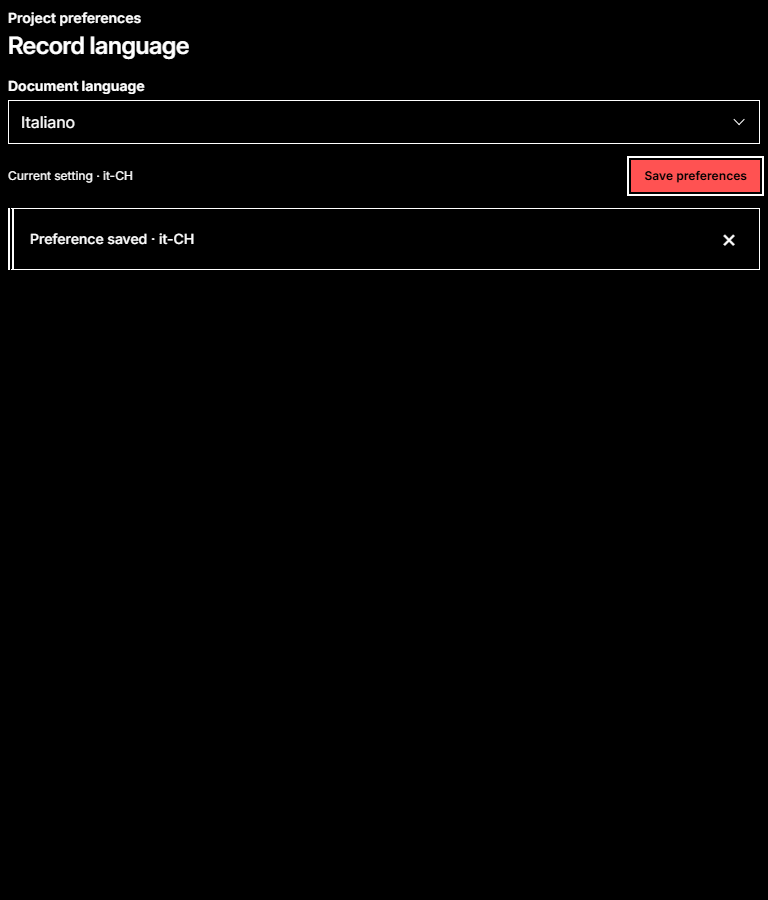 Project preferences
Record language
Document language
Italiano
Current setting · it-CH
Save preferences
Preference saved · it-CH